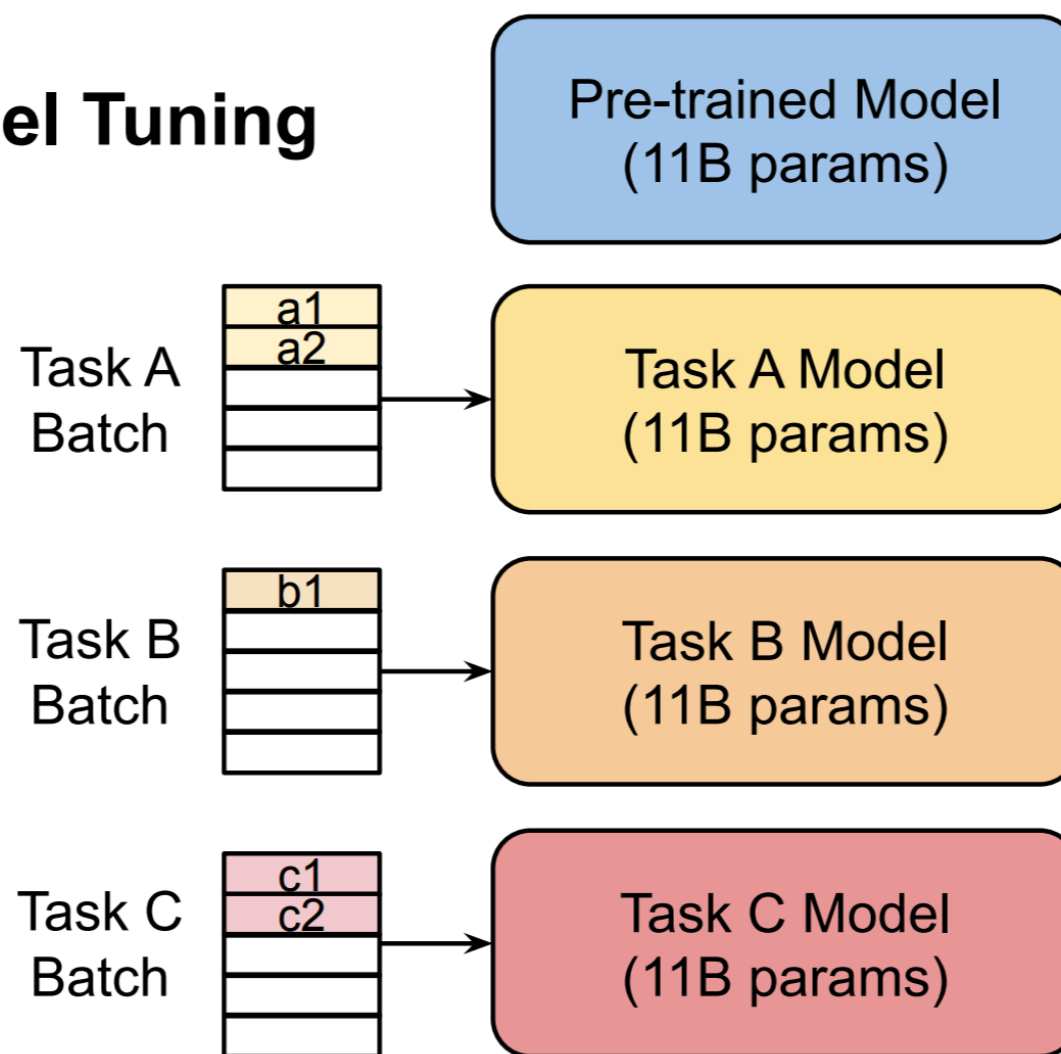 el Tuning
Pre-trained Model
(11B params)
Task A
Batch
a1
a2
Task A Model
(11B params)
Task B
Batch
b1
Task B Model
(11B params)
Task C
Batch
c1
c2
Task C Model
(11B params)